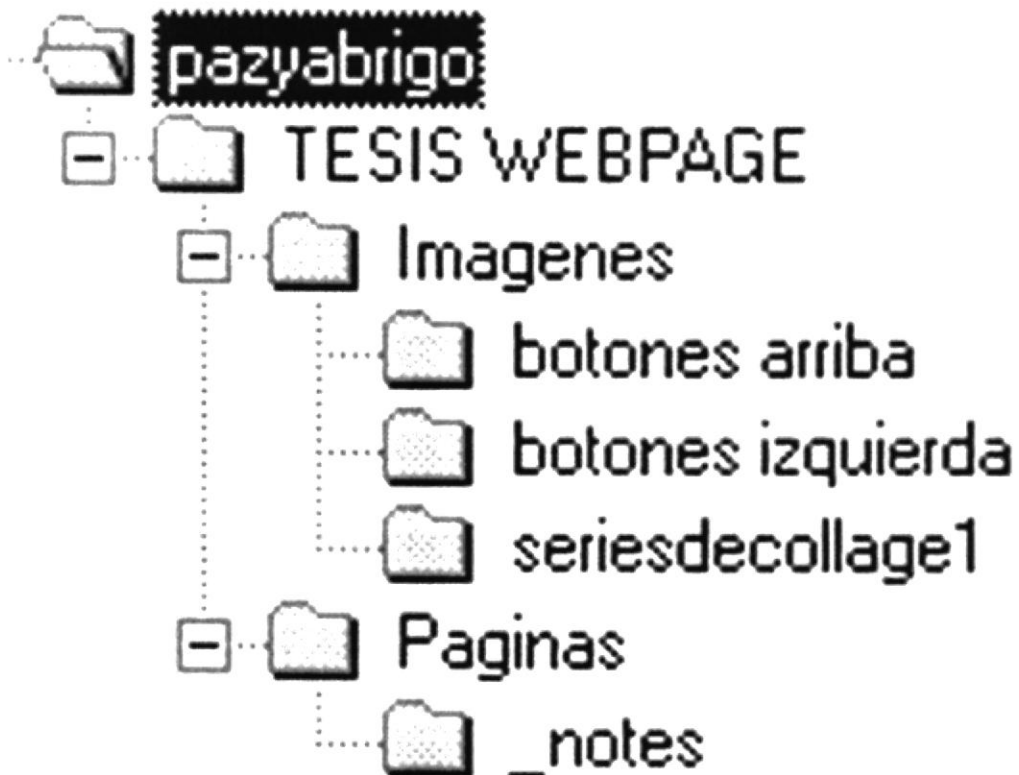 pazyabrigo
TESIS WEBPAGE
Imagenes
botones arriba
botones izquierda
seriesdecollage1
Paginas
_notes